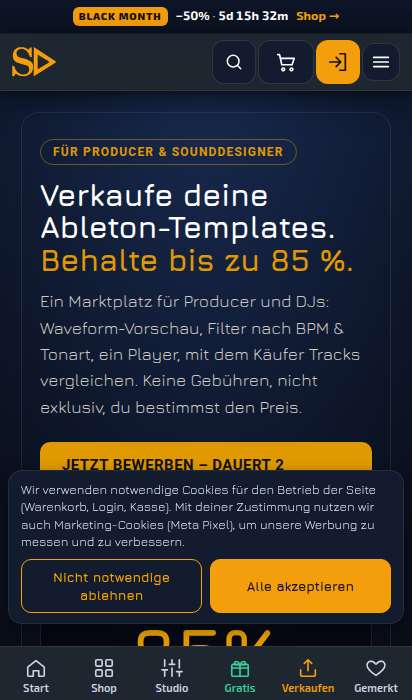 BLACK MONTH −50% · 5d 15h 32m Shop →
SD
FÜR PRODUCER & SOUNDDESIGNER
Verkaufe deine
Ableton-Templates.
Behalte bis zu 85 %.
Ein Marktplatz für Producer und DJs:
Waveform-Vorschau, Filter nach BPM &
Tonart, ein Player, mit dem Käufer Tracks
vergleichen. Keine Gebühren, nicht
exklusiv, du bestimmst den Preis.
JETZT BEWERBEN – DAUERT 2
Wir verwenden notwendige Cookies für den Betrieb der Seite
(Warenkorb, Login, Kasse). Mit deiner Zustimmung nutzen wir
auch Marketing-Cookies (Meta Pixel), um unsere Werbung zu
messen und zu verbessern.
Nicht notwendige
ablehnen
Alle akzeptieren
85%
Start Shop Studio Gratis Verkaufen Gemerkt